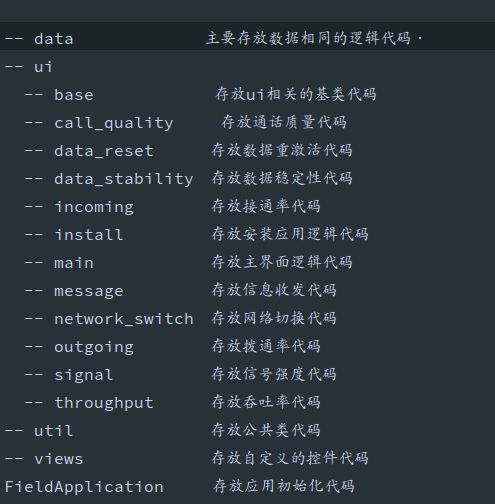 -- data 主要存放数据相同的逻辑代码·
-- ui
-- base 存放ui相关的基类代码
-- call_quality 存放通话质量代码
-- data_reset 存放数据重激活代码
-- data_stability 存放数据稳定性代码
-- incoming 存放接通率代码
-- install 存放安装应用逻辑代码
-- main 存放主界面逻辑代码
-- message 存放信息收发代码
-- network_switch 存放网络切换代码
-- outgoing 存放拨通率代码
-- signal 存放信号强度代码
-- throughput 存放吞吐率代码
-- util 存放公共类代码
-- views 存放自定义的控件代码
FieldApplication 存放应用初始化代码